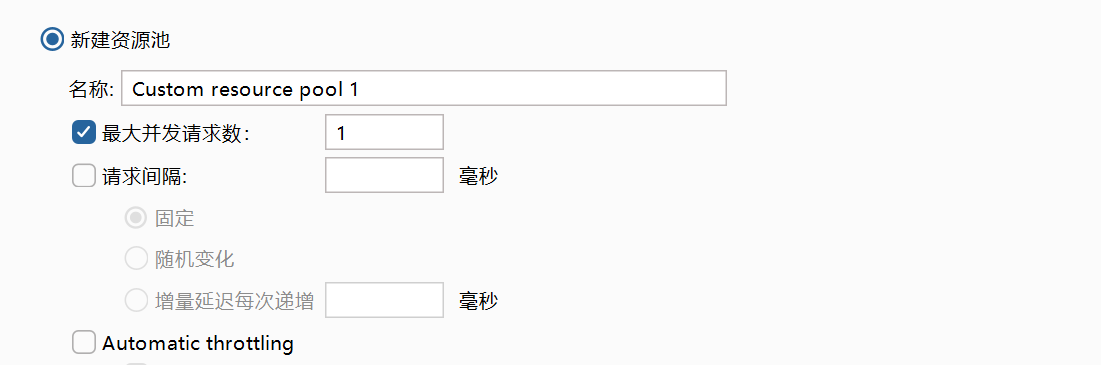 新建资源池
名称: Custom resource pool 1
最大并发请求数: 1
请求间隔: 毫秒
固定
随机变化
增量延迟每次递增 毫秒
Automatic throttling